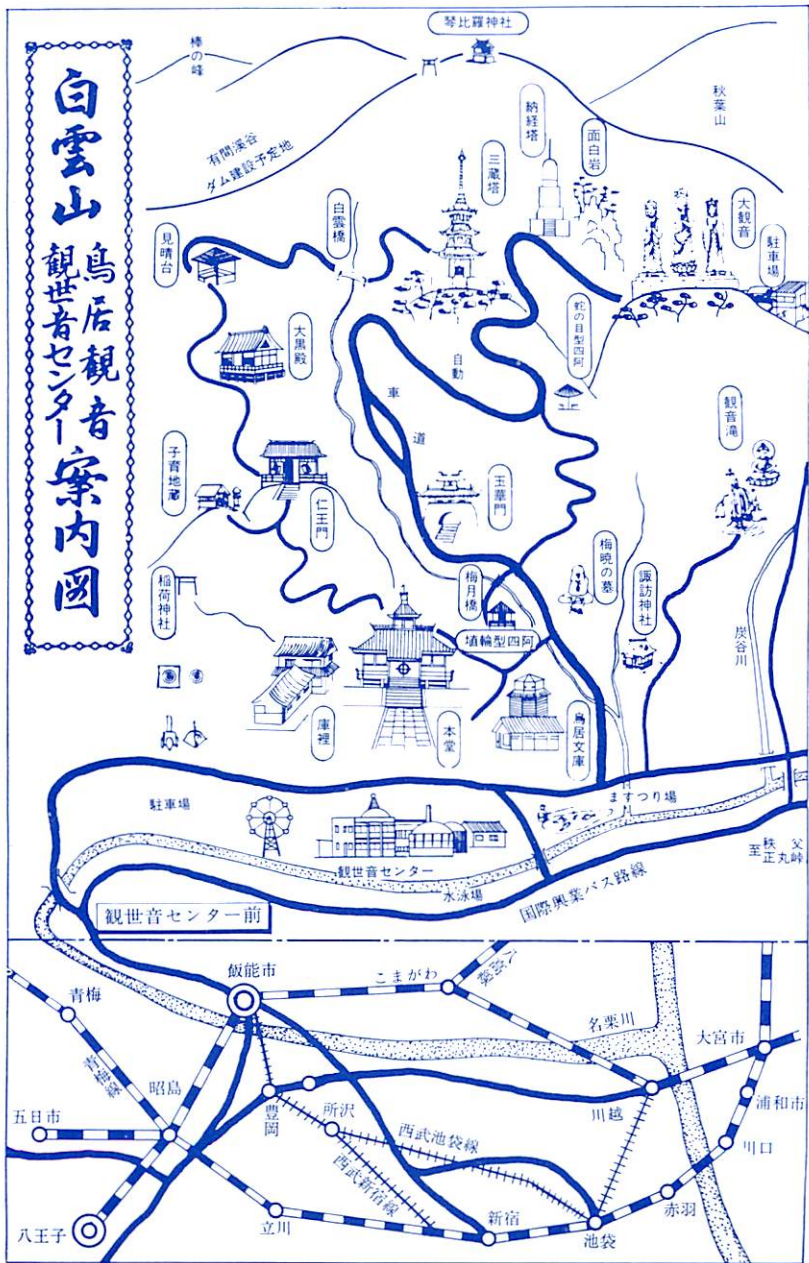 白雲山
鳥居観音
観世音センター
案内図
琴比羅神社
棒の峰
秋葉山
有間渓谷
ダム建設予定地
納経塔
面白岩
三蔵塔
大観音
駐車場
白雲橋
見晴台
蛇の目型四阿
大黒殿
自動
車
道
観音滝
子育地蔵
仁王門
玉華門
梅月橋
梅暁の墓
諏訪神社
稲荷神社
埴輪型四阿
炭谷川
庫裡
本堂
鳥居文庫
駐車場
ますつり場
観世音センター
水泳場
至秩父
正丸峠
国際興業バス路線
観世音センター前
飯能市
こまがわ
青梅
名栗川
大宮市
青梅線
昭島
五日市
豊岡
所沢
川越
浦和市
西武池袋線
川口
西武新宿線
赤羽
立川
新宿
池袋
八王子